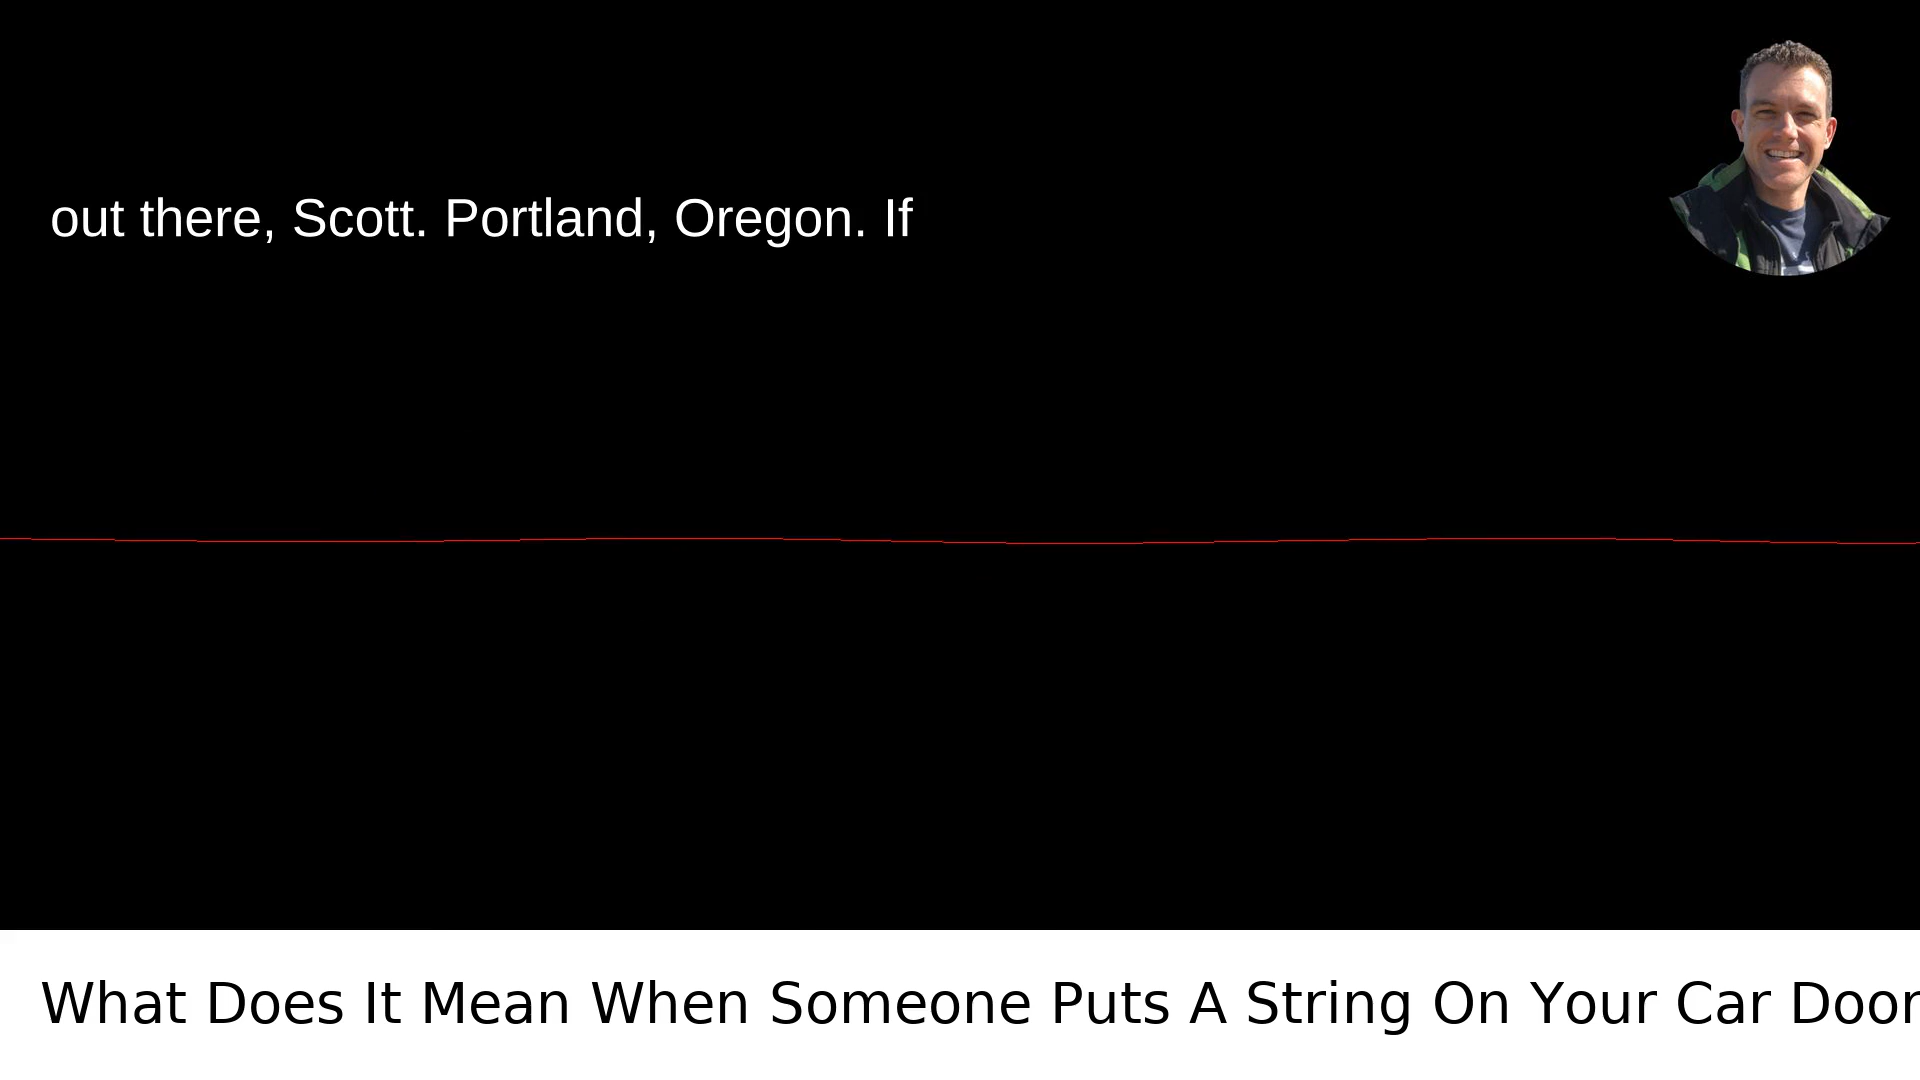 out there, Scott. Portland, Oregon. If
What Does It Mean When Someone Puts A String On Your Car Door